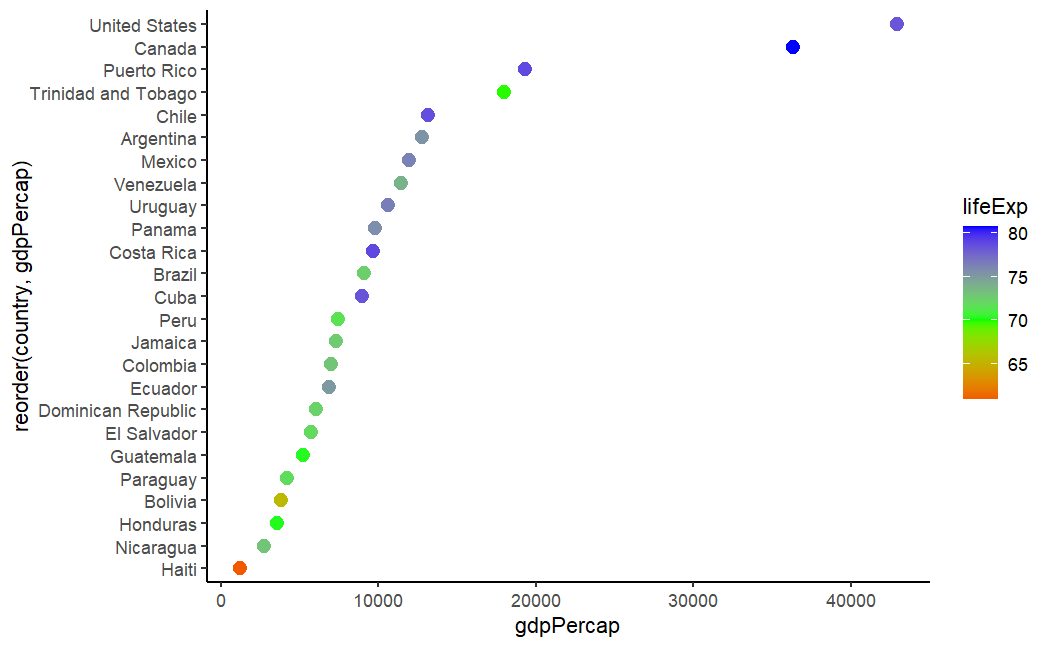 United States
Canada
Puerto Rico
Trinidad and Tobago
Chile
Argentina
Mexico
Venezuela
Uruguay
Panama
Costa Rica
Brazil
Cuba
Peru
Jamaica
Colombia
Ecuador
Dominican Republic
El Salvador
Guatemala
Paraguay
Bolivia
Honduras
Nicaragua
Haiti
reorder(country, gdpPercap)
0 10000 20000 30000 40000
gdpPercap
lifeExp
80
75
70
65